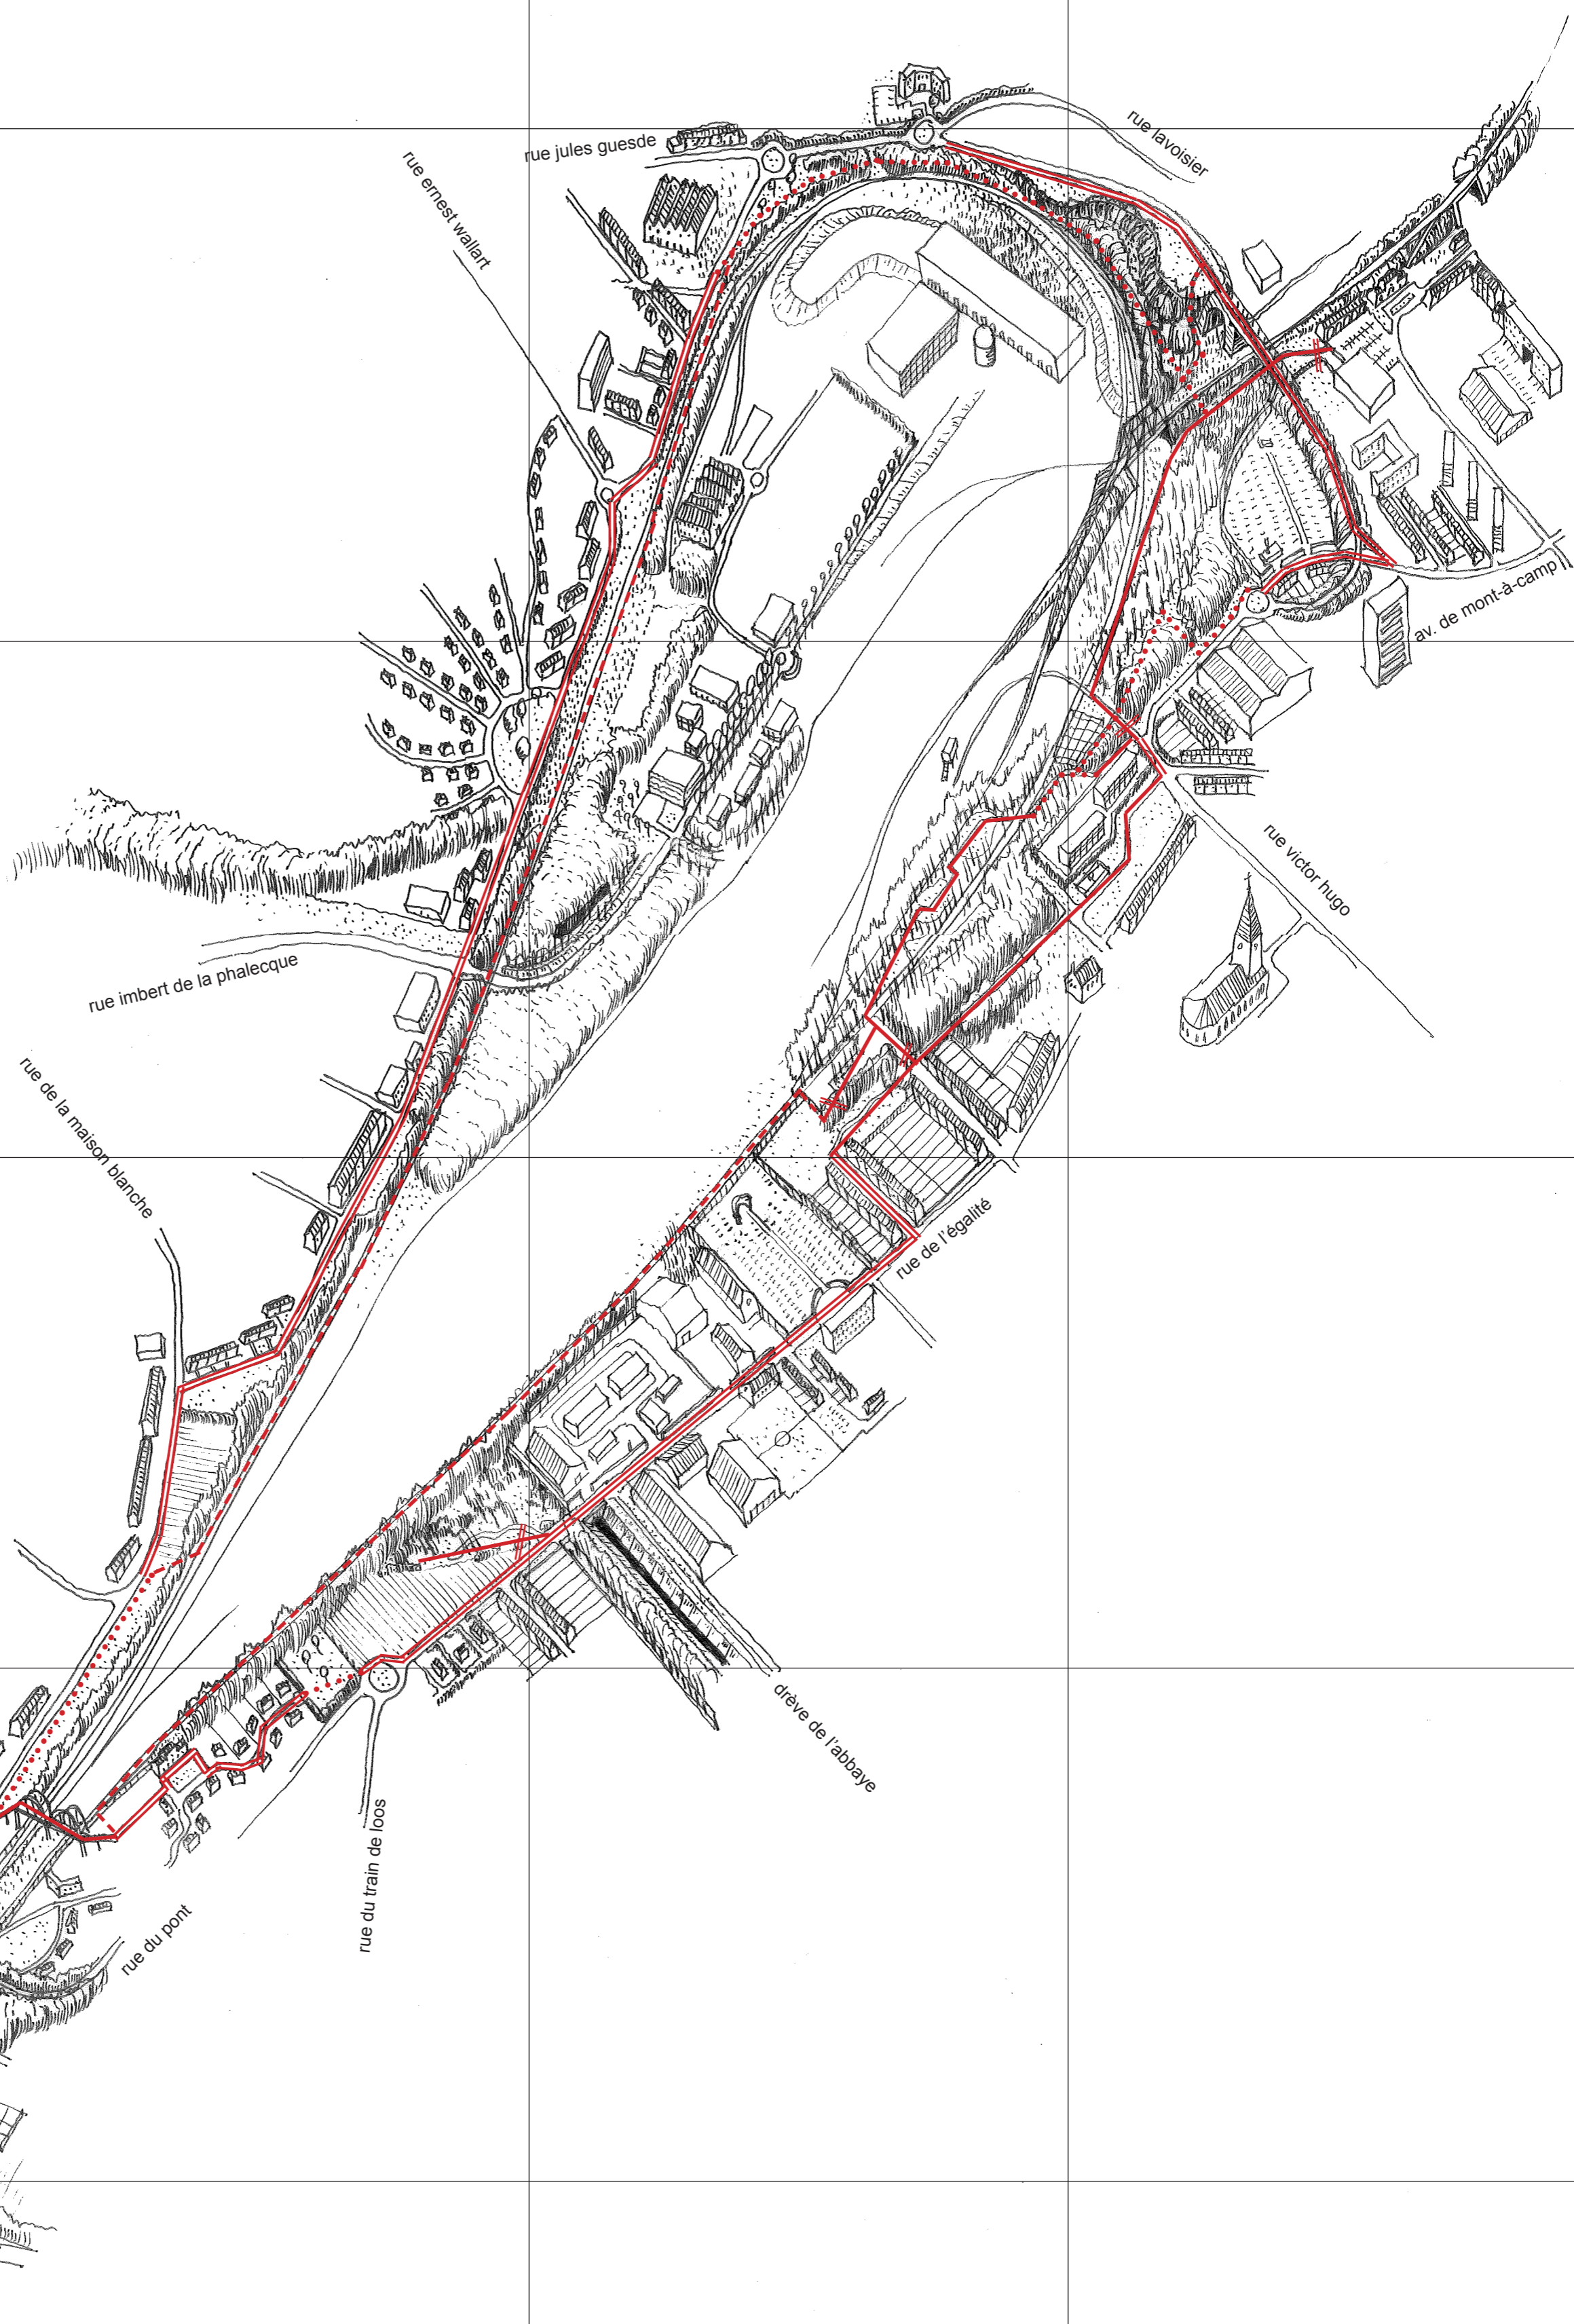 rue lavoisier
rue jules guesde
rue ernest wallart
av. de mont-à-camp
rue victor hugo
rue imbert de la phalecque
rue de la maison blanche
rue de l'égalité
drève de l'abbaye
rue du train de loos
rue du pont